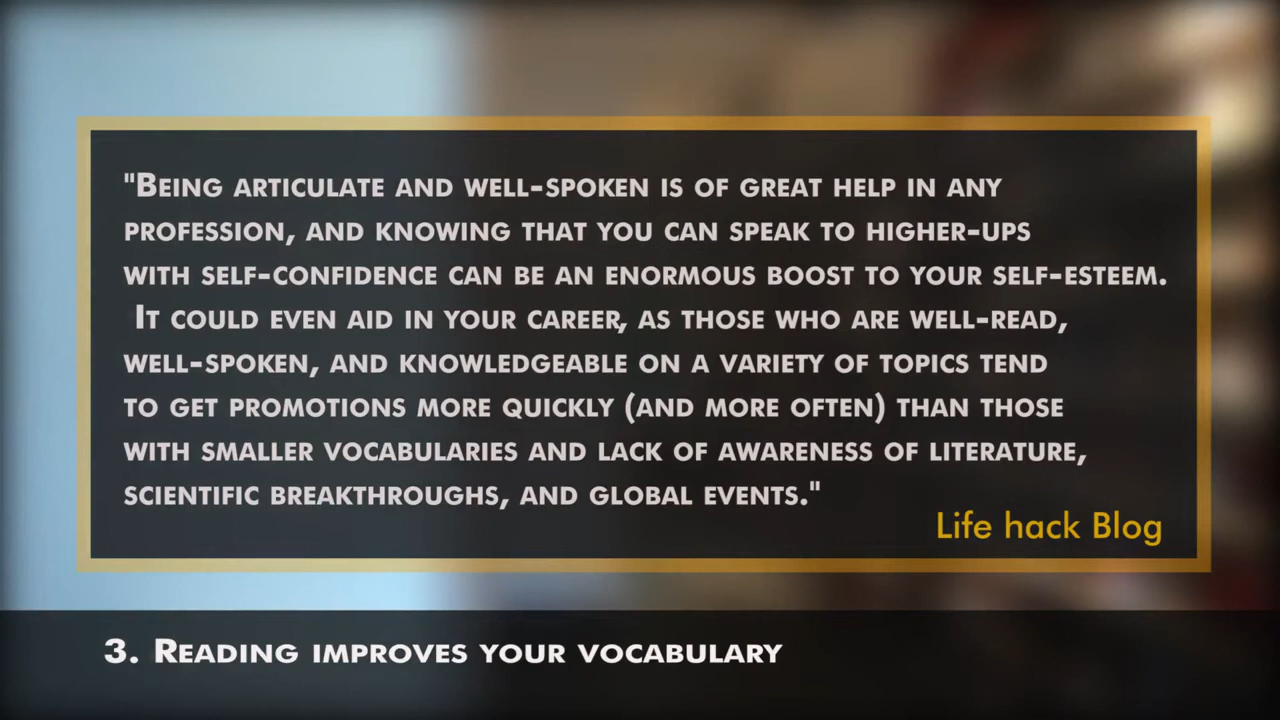 "Being articulate and well-spoken is of great help in any
profession, and knowing that you can speak to higher-ups
with self-confidence can be an enormous boost to your self-esteem.
It could even aid in your career, as those who are well-read,
well-spoken, and knowledgeable on a variety of topics tend
to get promotions more quickly (and more often) than those
with smaller vocabularies and lack of awareness of literature,
scientific breakthroughs, and global events."
Life hack Blog
3. Reading improves your vocabulary